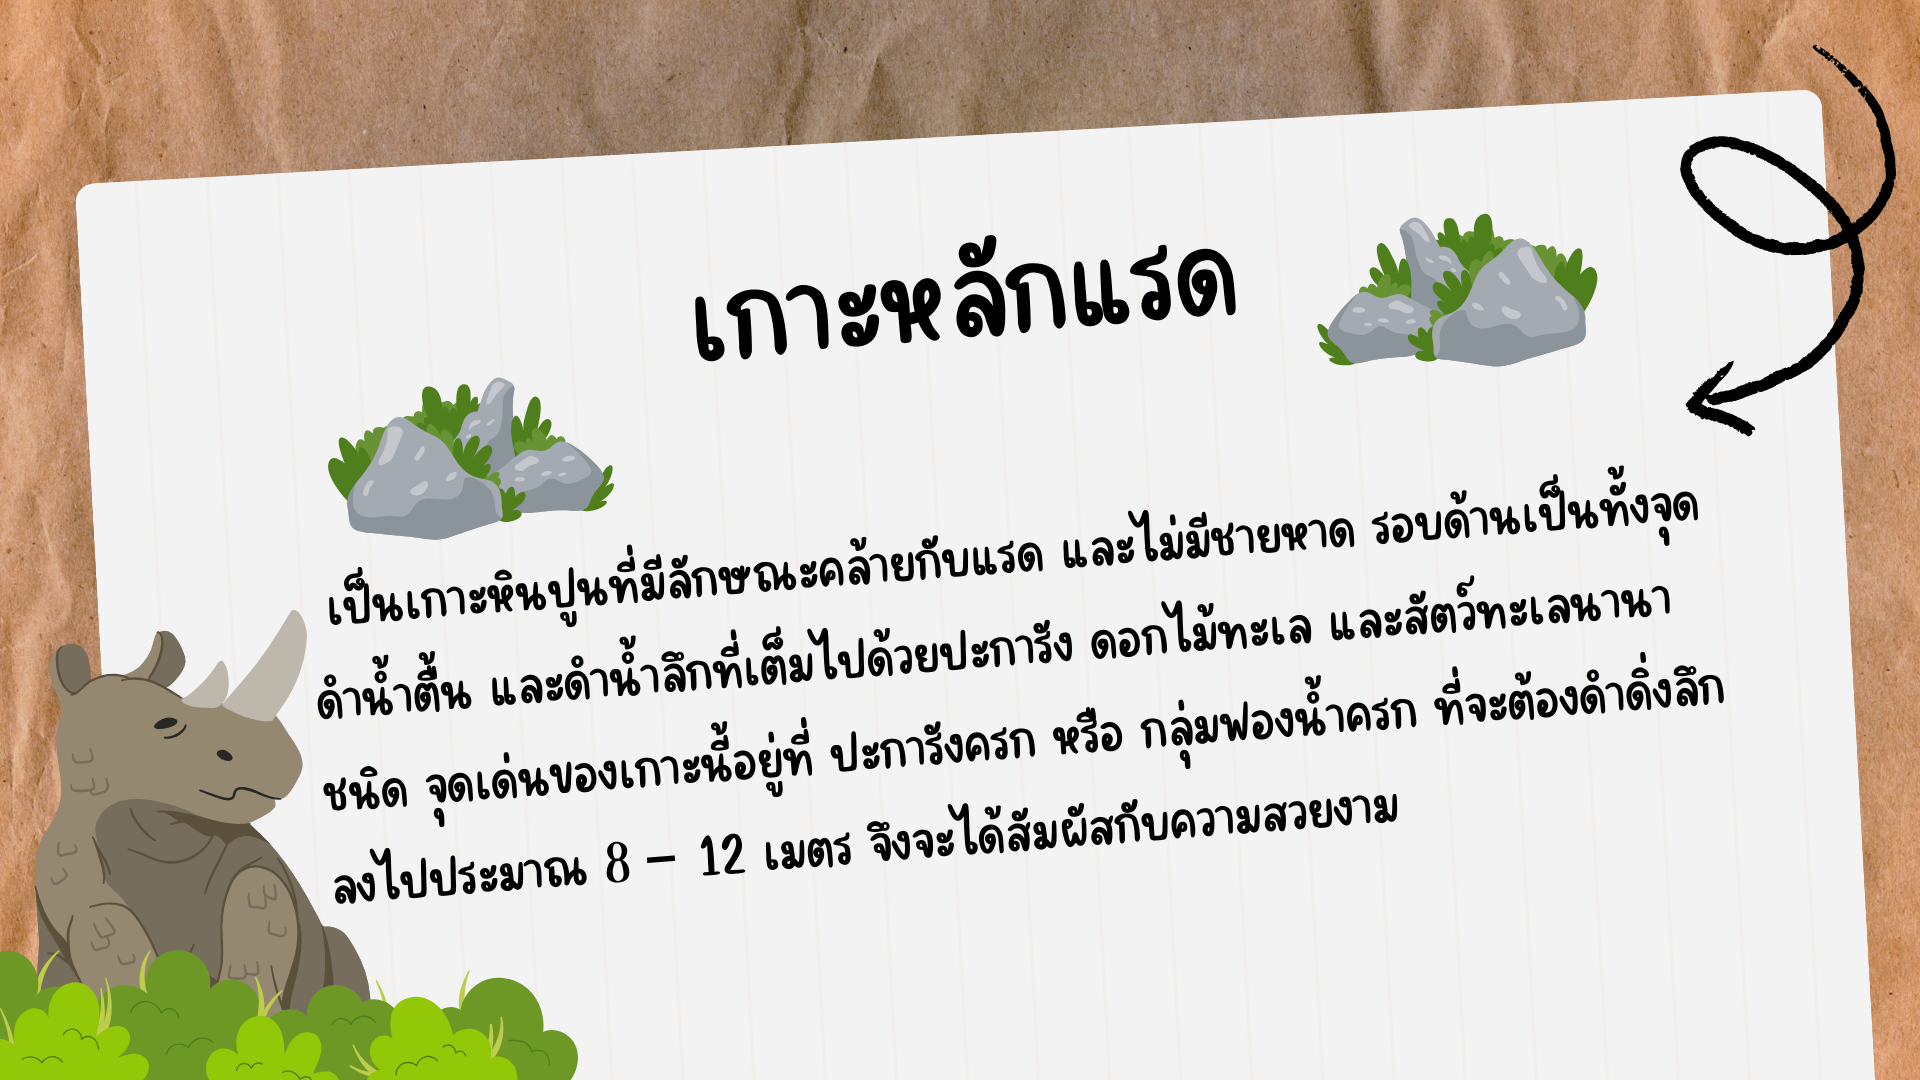 เกาะหลักแรด
เป็นเกาะหินปูนที่มีลักษณะคล้ายกับแรด และไม่มีชายหาด รอบด้านเป็นทั้งจุด
ดำน้ำตื้น และดำน้ำลึกที่เต็มไปด้วยปะการัง ดอกไม้ทะเล และสัตว์ทะเลนานา
ชนิด จุดเด่นของเกาะนี้อยู่ที่ ปะการังครก หรือ กลุ่มฟองน้ำครก ที่จะต้องดำดิ่งลึก
ลงไปประมาณ 8 – 12 เมตร จึงจะได้สัมผัสกับความสวยงาม